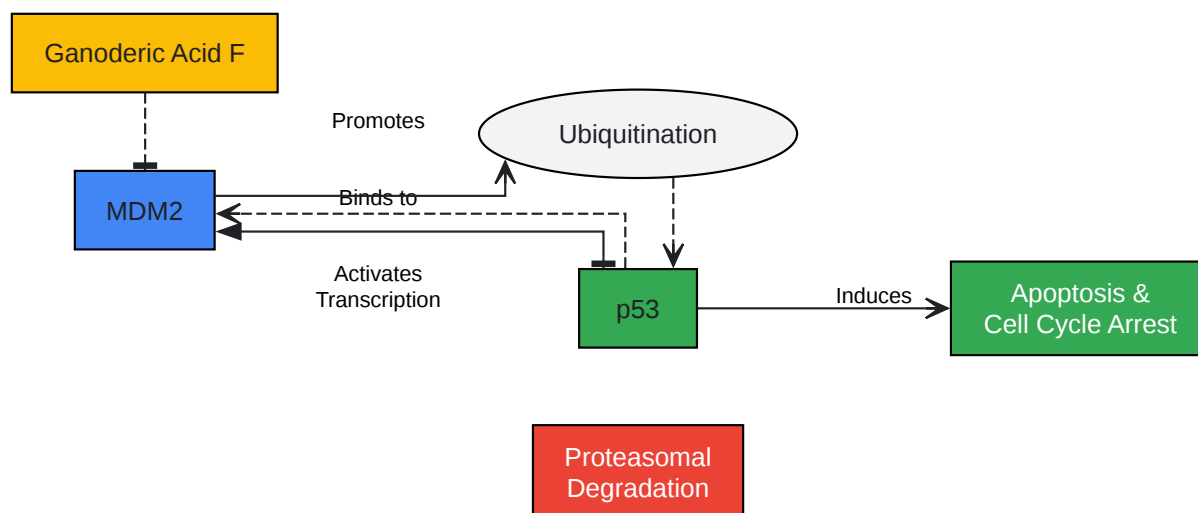 Ganoderic Acid F
Promotes
Ubiquitination
MDM2
Binds to
Activates
Transcription
p53
Induces
Apoptosis &
Cell Cycle Arrest
Proteasomal
Degradation